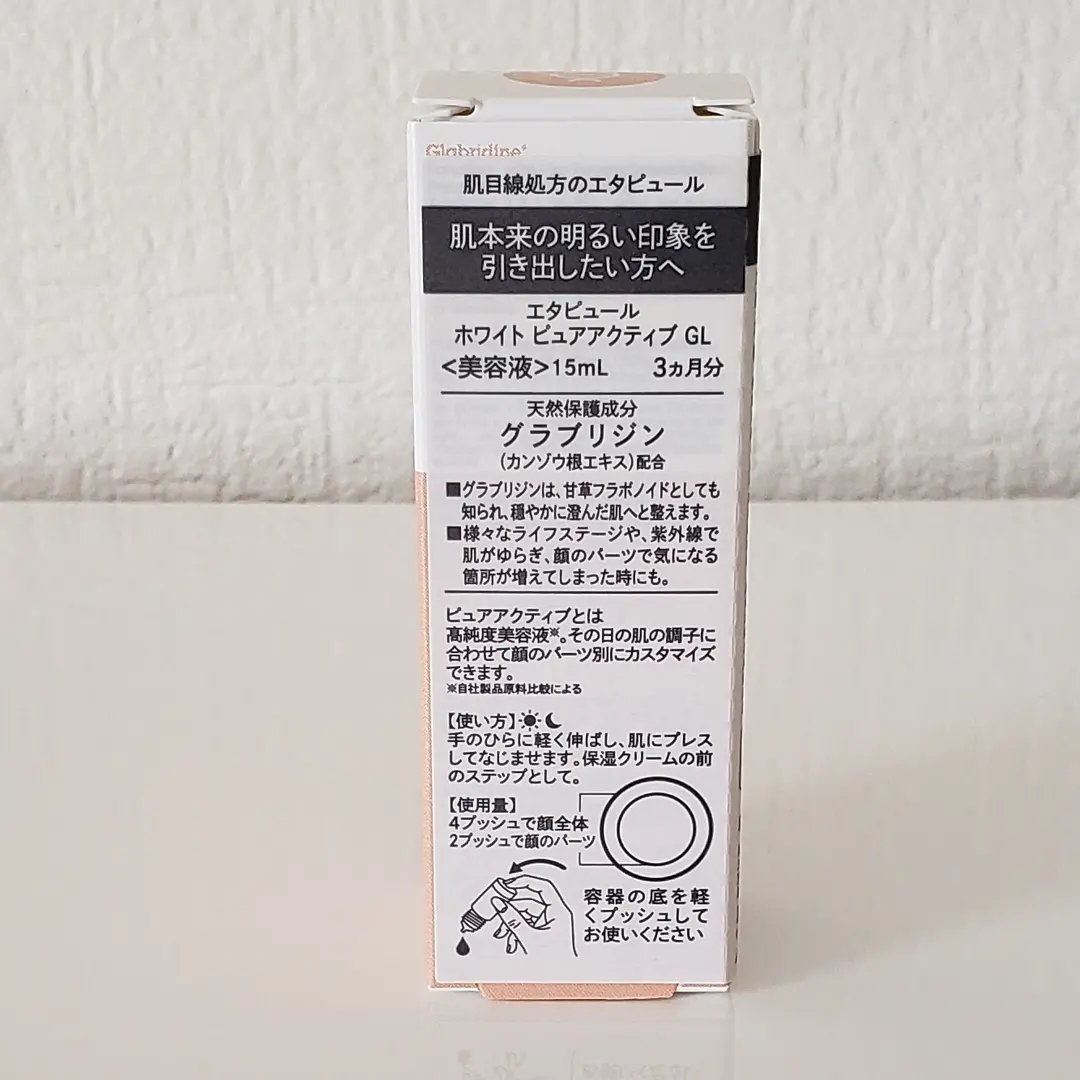 Glabridine
肌目線処方のエタピュール
肌本来の明るい印象を
引き出したい方へ
エタピュール
ホワイト ピュアアクティブ GL
<美容液>15mL 3ヵ月分
天然保護成分
グラブリジン
(カンゾウ根エキス)配合
■グラブリジンは、甘草フラボノイドとしても
知られ、穏やかに澄んだ肌へと整えます。
■様々なライフステージや、紫外線で
肌がゆらぎ、顔のパーツで気になる
箇所が増えてしまった時にも。
ピュアアクティブとは
高純度美容液※。その日の肌の調子に
合わせて顔のパーツ別にカスタマイズ
できます。
※自社製品原料比較による
【使い方】
手のひらに軽く伸ばし、肌にプレス
してなじませます。保湿クリームの前
のステップとして。
【使用量】
4プッシュで顔全体
2プッシュで顔のパーツ
容器の底を軽
くプッシュして
お使いください